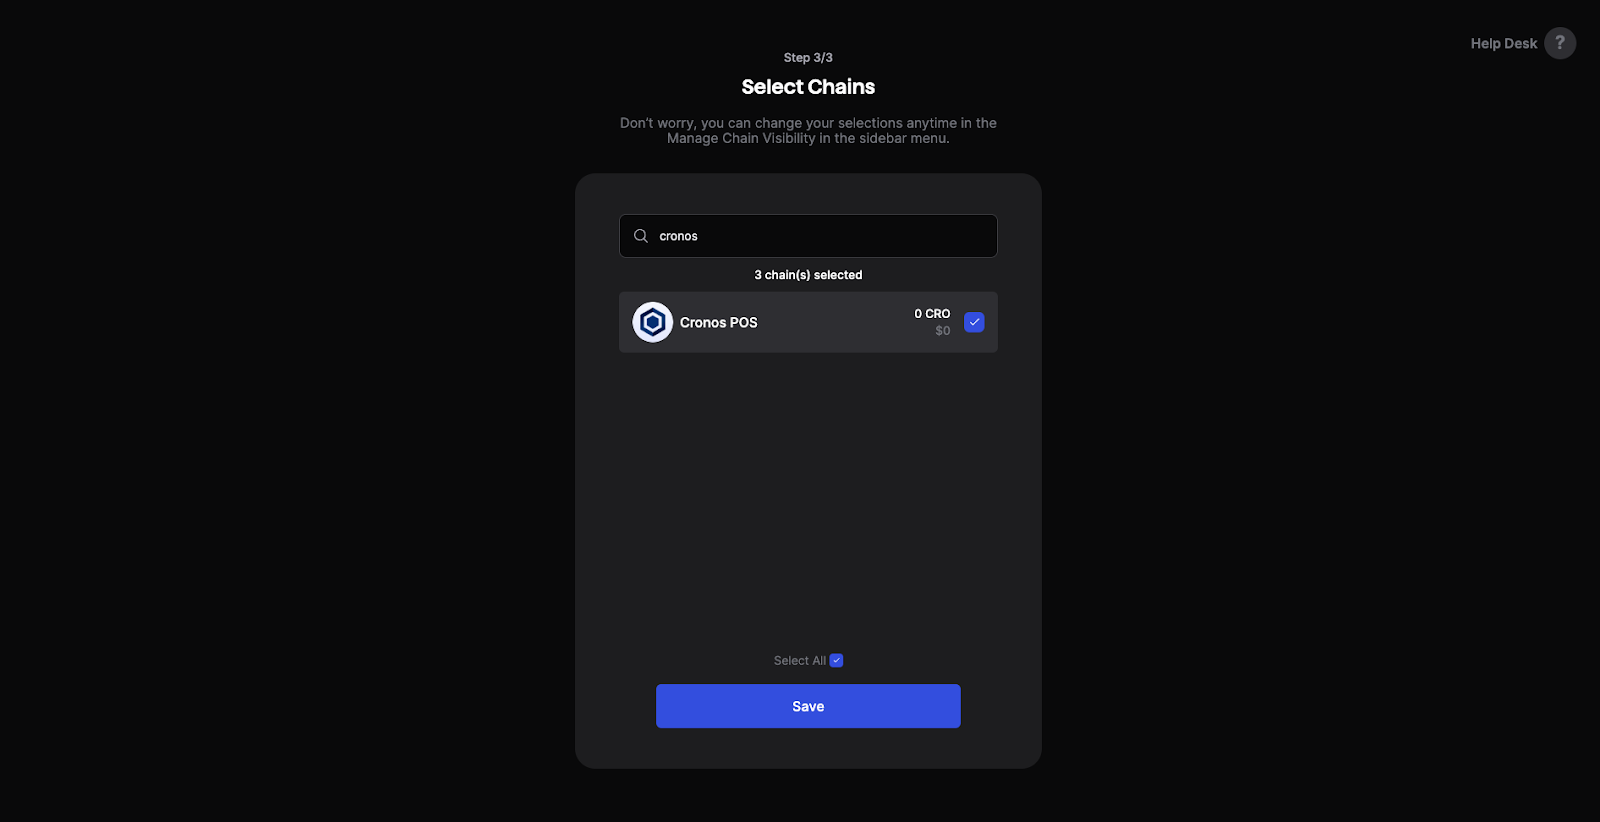 Help Desk ?
Step 3/3
Select Chains
Don't worry, you can change your selections anytime in the
Manage Chain Visibility in the sidebar menu.
cronos
3 chain(s) selected
Cronos POS
0 CRO
$0
Select All
Save